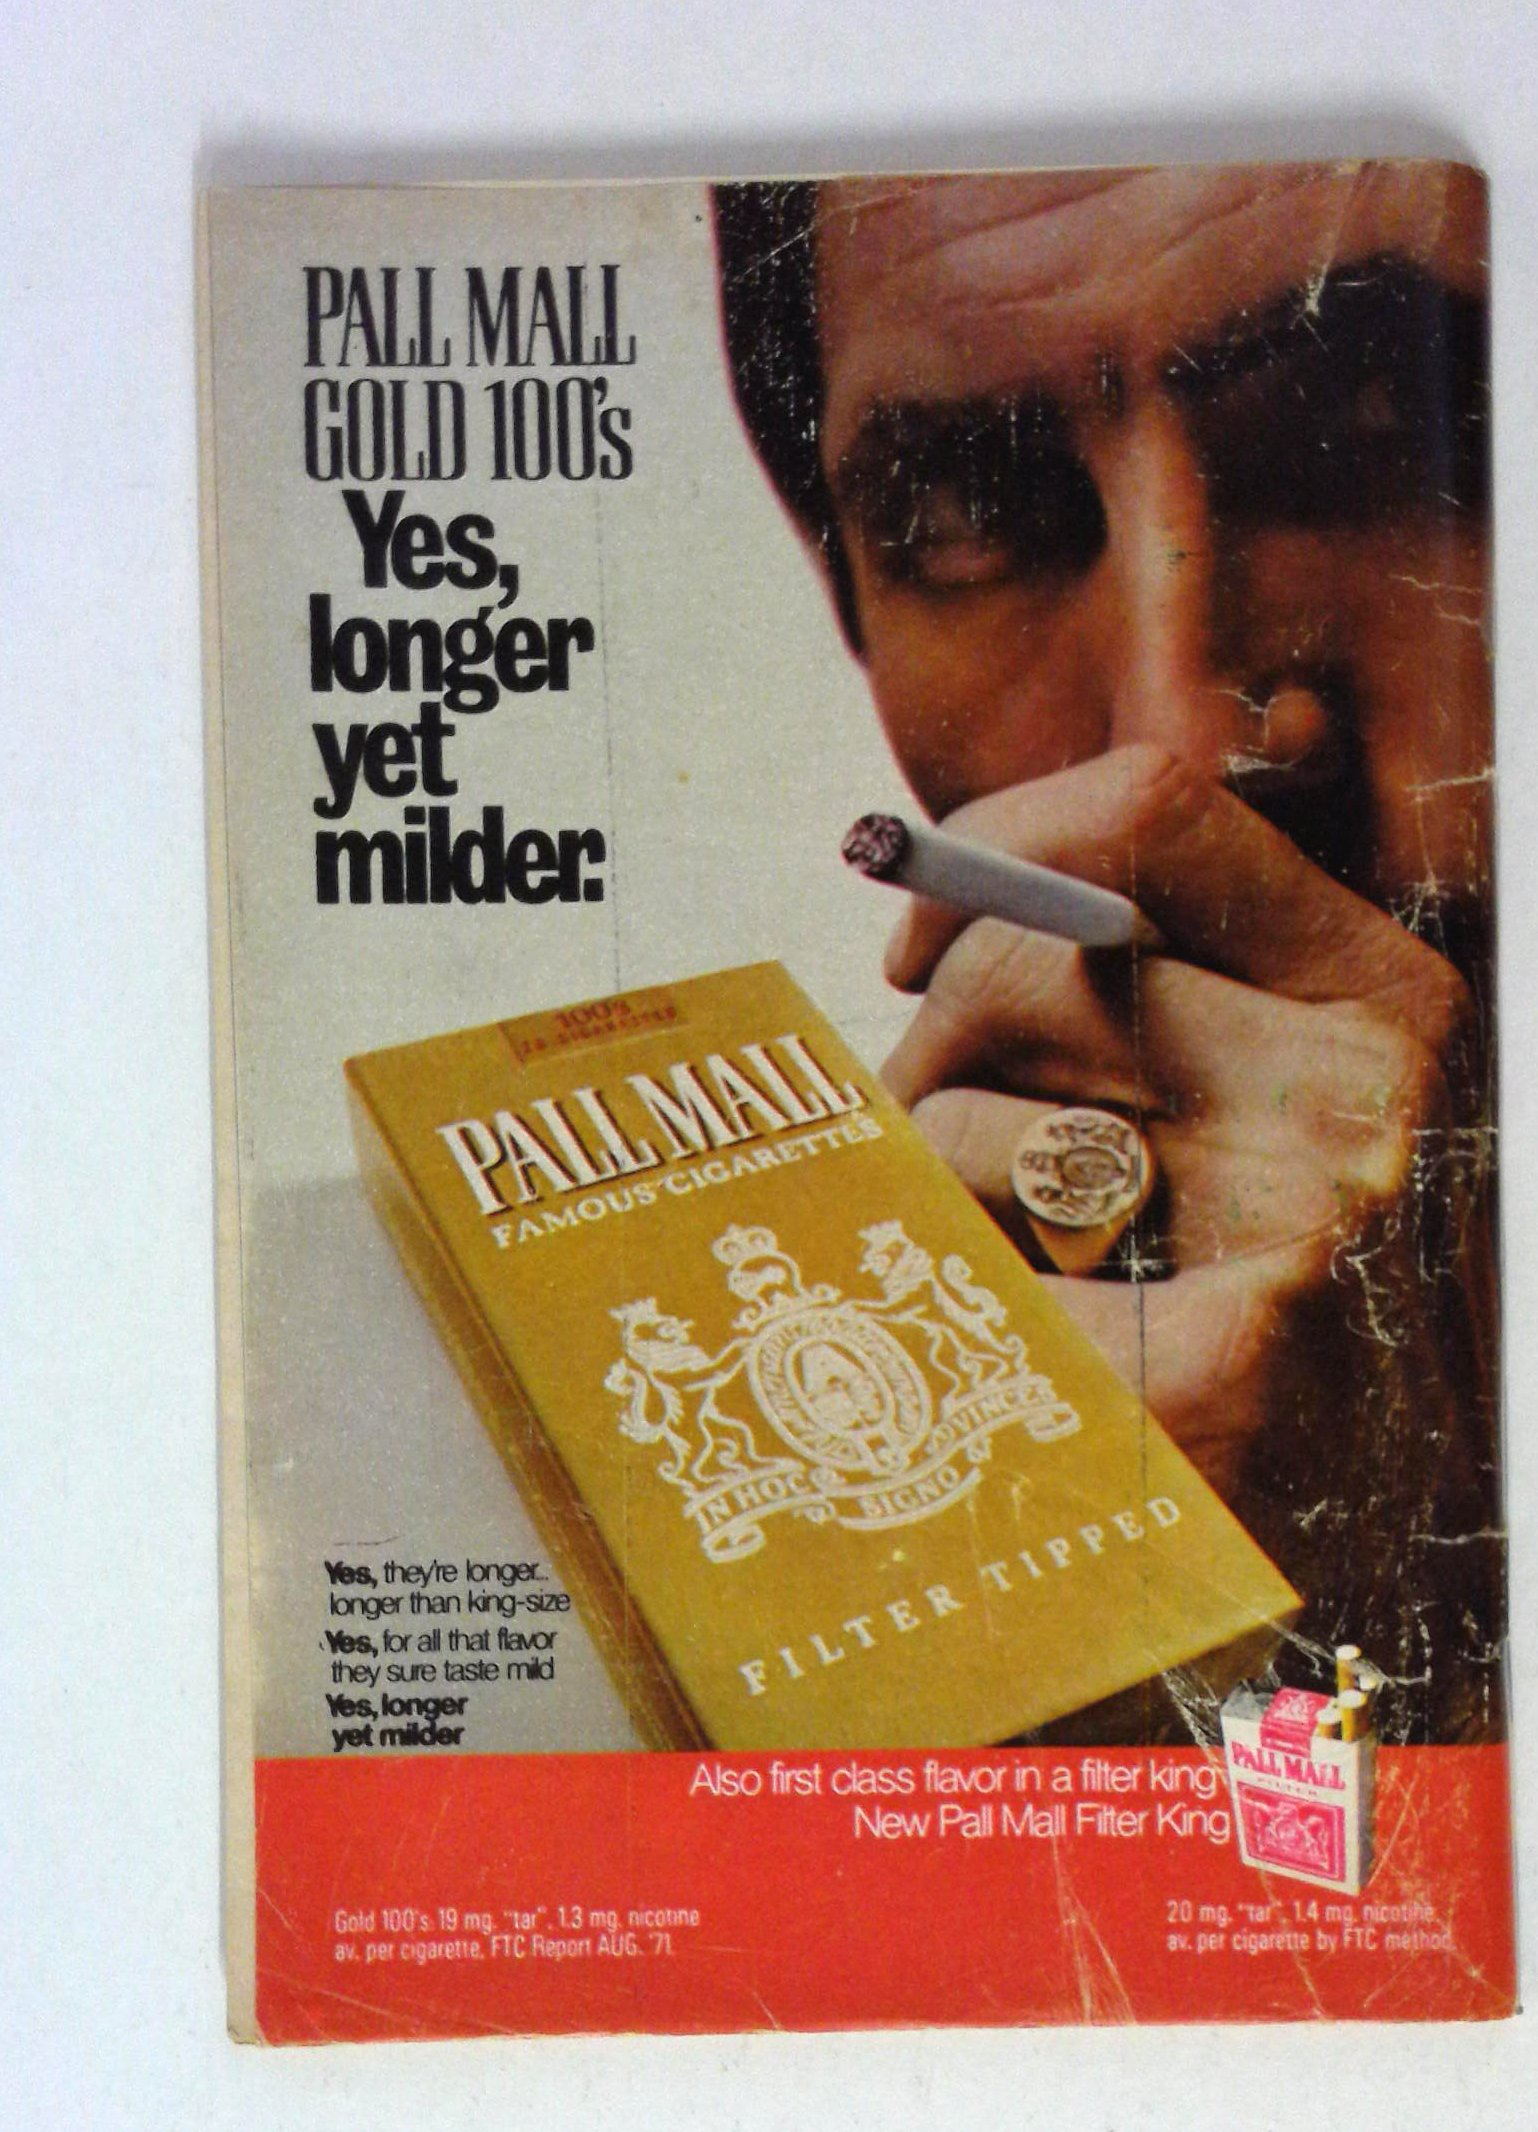 PALL MALL
GOLD 100's
Yes,
longer
yet
milder.
100's
20 CIGARETTES
PALL MALL
FAMOUS CIGARETTES
IN HOC SIGNO VINCES
FILTER TIPPED
Yes, they're longer...
longer than king-size
Yes, for all that flavor
they sure taste mild
Yes, longer
yet milder
Also first class flavor in a filter king
New Pall Mall Filter King
PALL MALL
FILTER
Gold 100's: 19 mg. "tar", 1.3 mg. nicotine
av. per cigarette, FTC Report AUG. '71.
20 mg. "tar", 1.4 mg. nicotine
av. per cigarette by FTC method